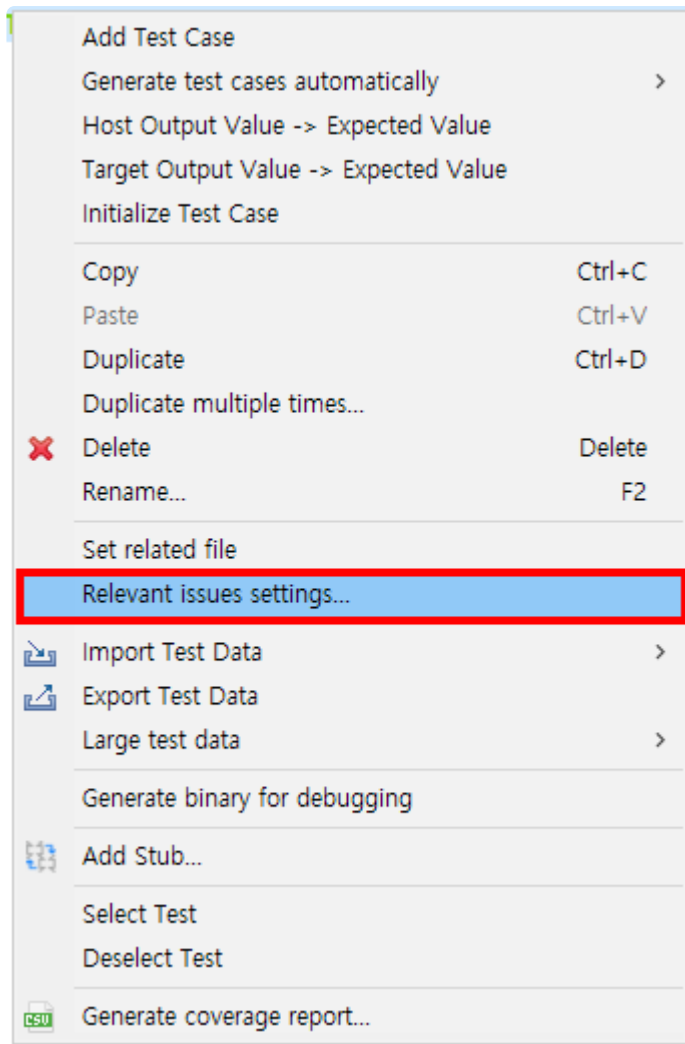 Add Test Case
Generate test cases automatically >
Host Output Value -> Expected Value
Target Output Value -> Expected Value
Initialize Test Case
Copy Ctrl+C
Paste Ctrl+V
Duplicate Ctrl+D
Duplicate multiple times...
Delete Delete
Rename... F2
Set related file
Relevant issues settings...
Import Test Data >
Export Test Data
Large test data >
Generate binary for debugging
Add Stub...
Select Test
Deselect Test
CSV Generate coverage report...